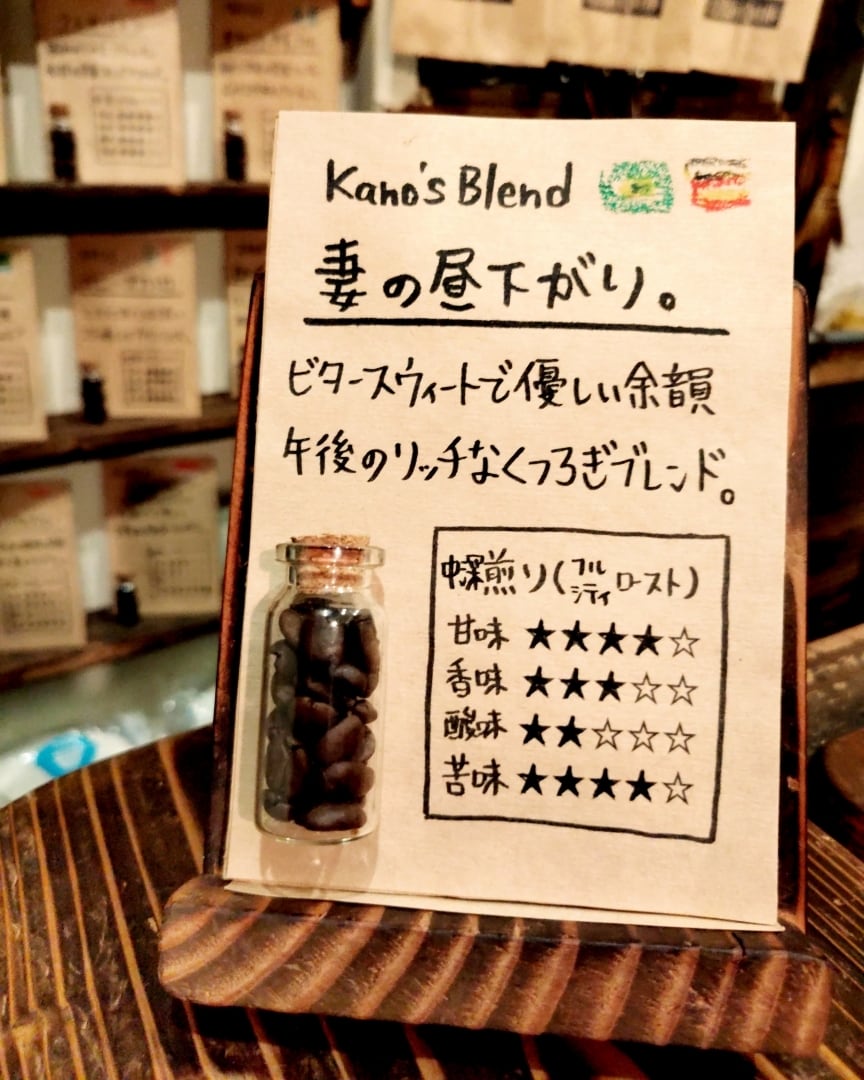 Kano's Blend
妻の昼下がり。
ビタースウィートで優しい余韻
午後のリッチなくつろぎブレンド。
中深煎り(フルシティロースト)
甘味 ★★★★☆
香味 ★★★☆☆
酸味 ★★☆☆☆
苦味 ★★★★☆